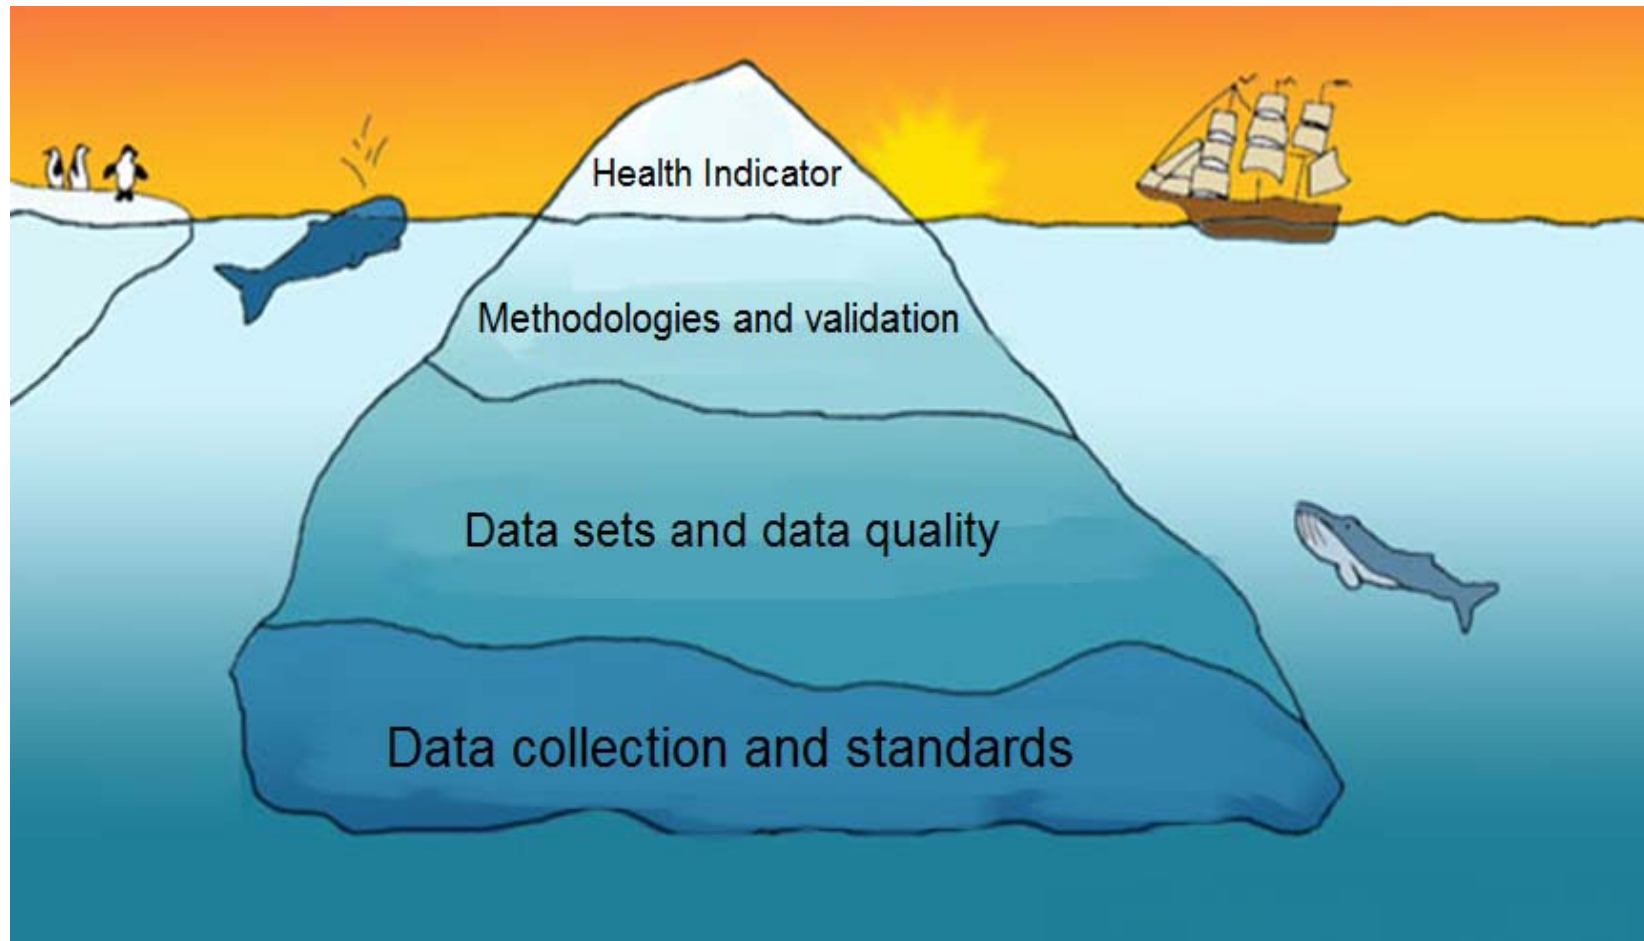 Health Indicator
Methodologies and validation
Data sets and data quality
Data collection and standards